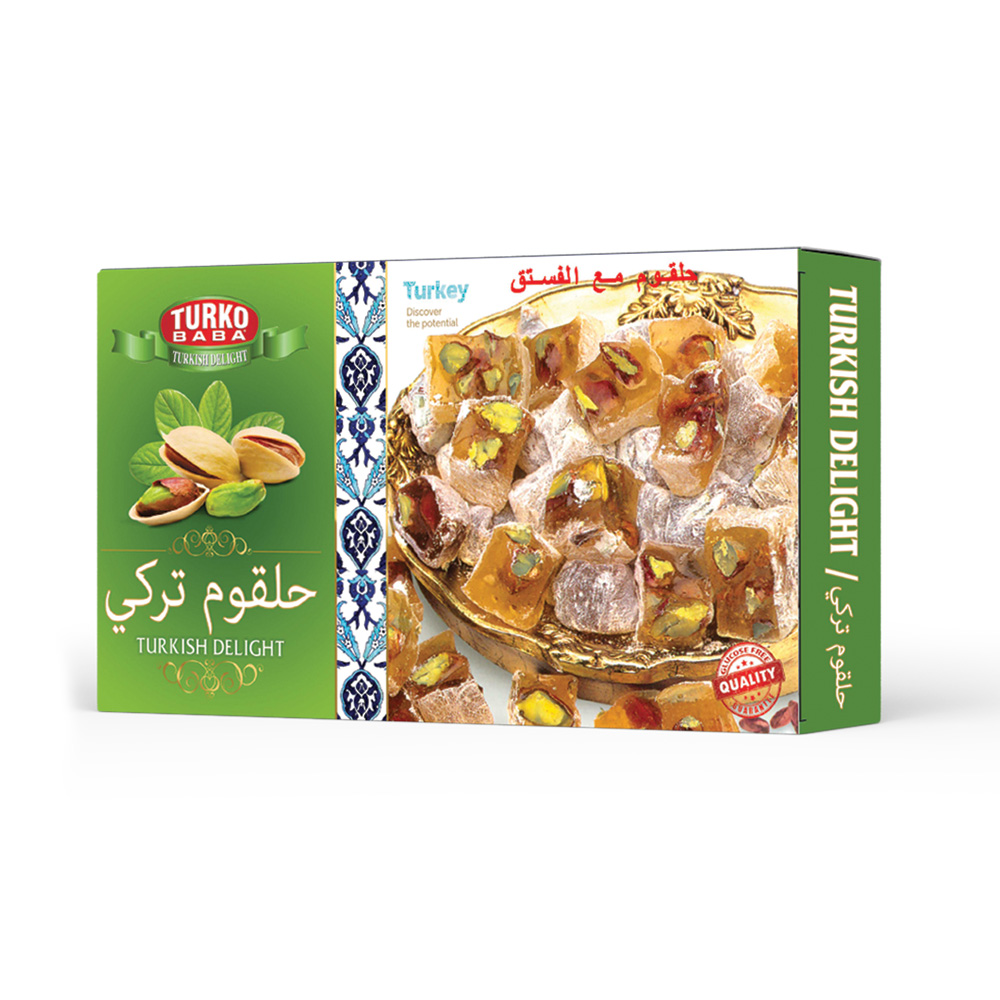 TURKO
BABA
TURKISH DELIGHT
حلقوم تركي
TURKISH DELIGHT
Turkey
Discover
the potential
حلقوم مع الفستق
GLUCOSE FREE
QUALITY
GUARANTEE
TURKISH DELIGHT / حلقوم تركي